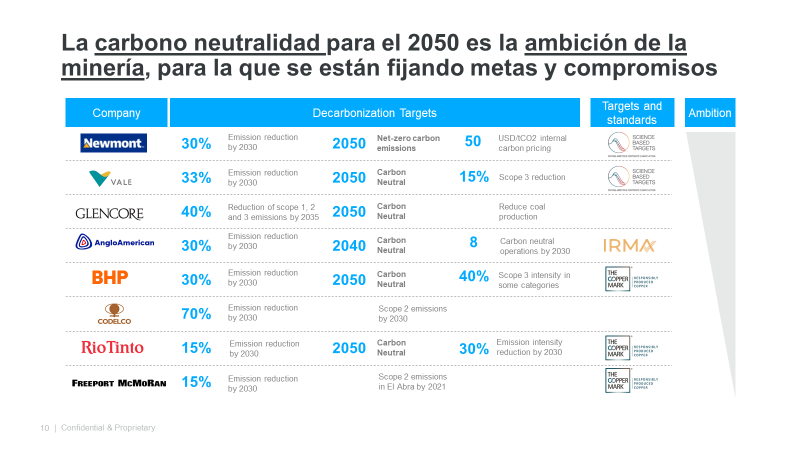 La carbono neutralidad para el 2050 es la ambición de la
minería, para la que se están fijando metas y compromisos
Company
Decarbonization Targets
Targets and
standards
Ambition
Newmont.
30%
Emission reduction
by 2030
2050
Net-zero carbon
emissions
50
USD/tCO2 internal
carbon pricing
SCIENCE
BASED
TARGETS
VALE
33%
Emission reduction
by 2030
2050
Carbon
Neutral
15%
Scope 3 reduction
SCIENCE
BASED
TARGETS
GLENCORE
40%
Reduction of scope 1, 2
and 3 emissions by 2035
2050
Carbon
Neutral
Reduce coal
production
AngloAmerican
30%
Emission reduction
by 2030
2040
Carbon
Neutral
8
Carbon neutral
operations by 2030
IRMA
BHP
30%
Emission reduction
by 2030
2050
Carbon
Neutral
40%
Scope 3 intensity in
some categories
THE
COPPER
MARK
RESPONSIBLY
PRODUCED
COPPER
CODELCO
70%
Emission reduction
by 2030
Scope 2 emissions
by 2030
RioTinto
15%
Emission reduction
by 2030
2050
Carbon
Neutral
30%
Emission intensity
reduction by 2030
THE
COPPER
MARK
RESPONSIBLY
PRODUCED
COPPER
FREEPORT McMoRAN
15%
Emission reduction
by 2030
Scope 2 emissions
in El Abra by 2021
THE
COPPER
MARK
RESPONSIBLY
PRODUCED
COPPER
10 | Confidential & Proprietary